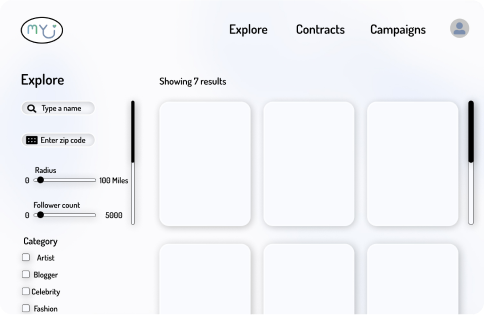 MYU
Explore
Contracts
Campaigns
Explore
Showing 7 results
Type a name
Enter zip code
Radius
0
100 Miles
Follower count
0
5000
Category
Artist
Blogger
Celebrity
Fashion